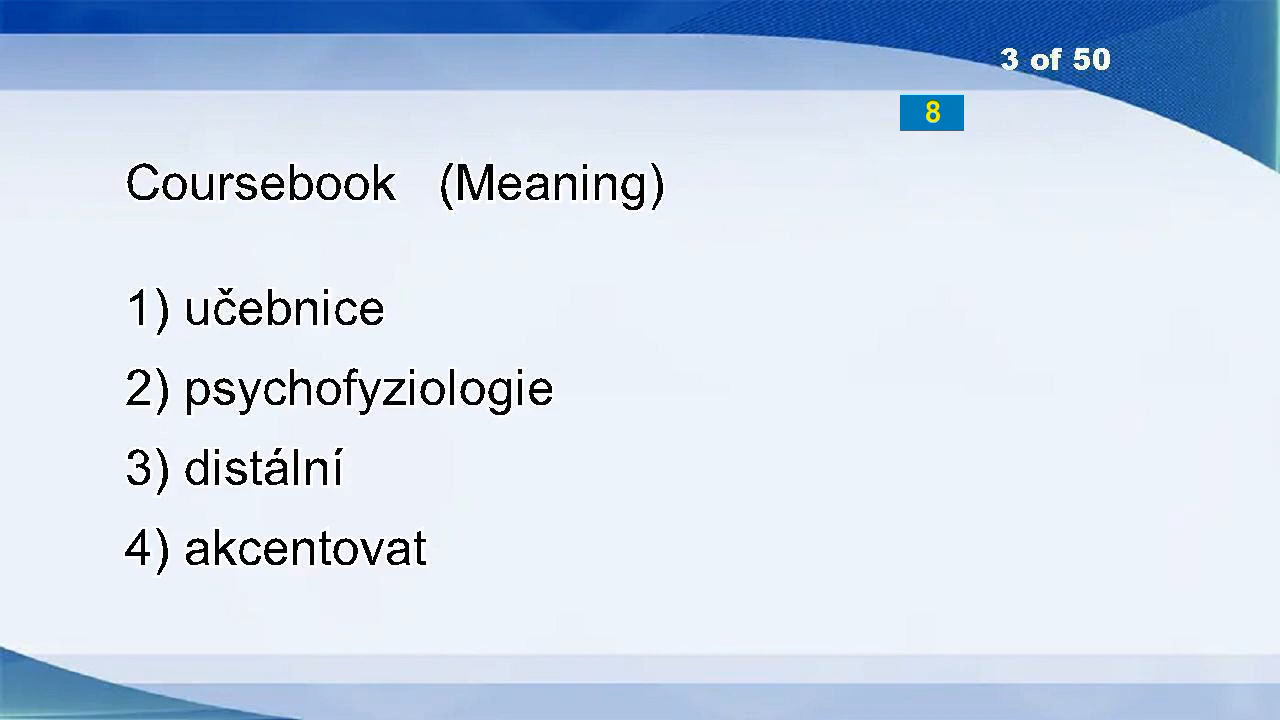 3 of 50
8
Coursebook (Meaning)
1) učebnice
2) psychofyziologie
3) distální
4) akcentovat